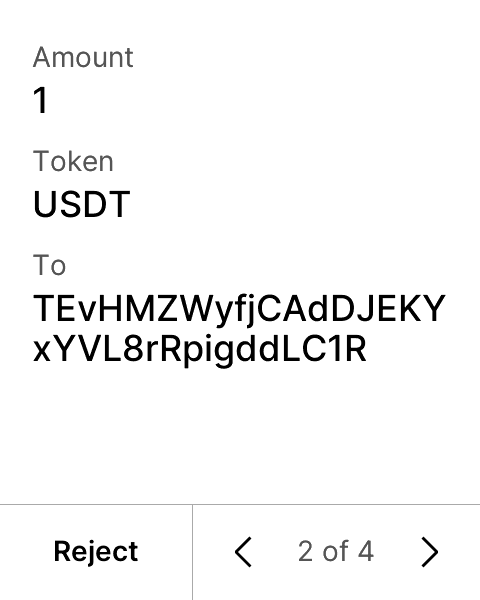 Amount
1
Token
USDT
To
TEvHMZWyfjCAdDJEKY
xYVL8rRpigddLC1R
Reject
2 of 4